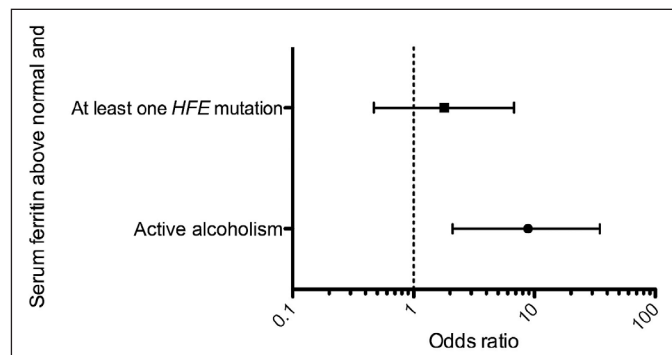 Serum ferritin above normal and
At least one HFE mutation
Active alcoholism
0.1
1
10
100
Odds ratio